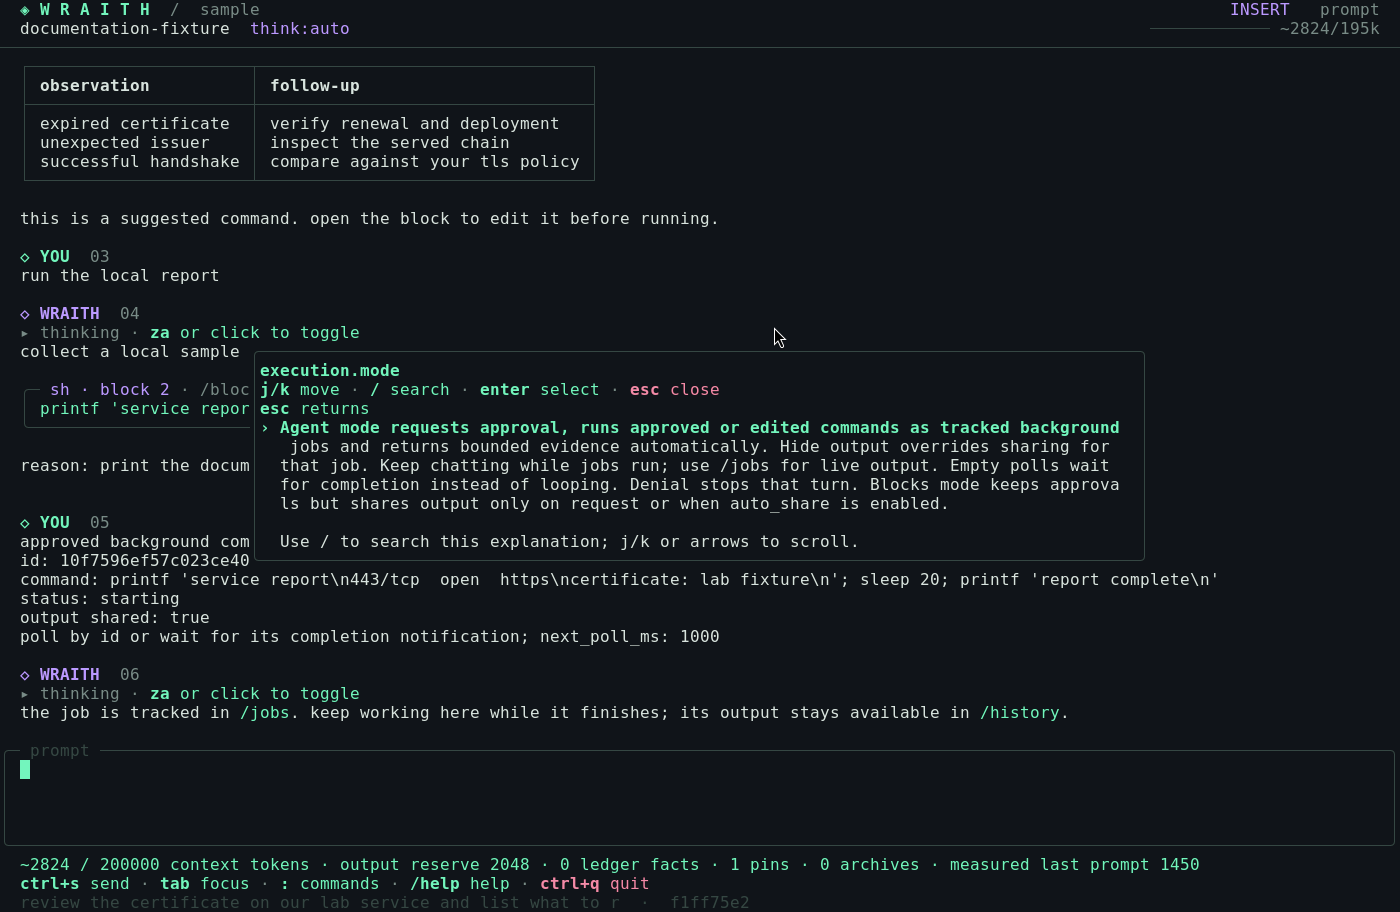 ◈ W R A I T H / sample INSERT prompt
documentation-fixture think:auto ~2824/195k
observation follow-up
expired certificate verify renewal and deployment
unexpected issuer inspect the served chain
successful handshake compare against your tls policy
this is a suggested command. open the block to edit it before running.
◇ YOU 03
run the local report
◇ WRAITH 04
▸ thinking · za or click to toggle
collect a local sample
execution.mode
sh · block 2 · /bloc
j/k move · / search · enter select · esc close
printf 'service repor
esc returns
› Agent mode requests approval, runs approved or edited commands as tracked background
jobs and returns bounded evidence automatically. Hide output overrides sharing for
reason: print the docum
that job. Keep chatting while jobs run; use /jobs for live output. Empty polls wait
for completion instead of looping. Denial stops that turn. Blocks mode keeps approva
ls but shares output only on request or when auto_share is enabled.
◇ YOU 05
approved background com
Use / to search this explanation; j/k or arrows to scroll.
id: 10f7596ef57c023ce40
command: printf 'service report\n443/tcp  open  https\ncertificate: lab fixture\n'; sleep 20; printf 'report complete\n'
status: starting
output shared: true
poll by id or wait for its completion notification; next_poll_ms: 1000
◇ WRAITH 06
▸ thinking · za or click to toggle
the job is tracked in /jobs. keep working here while it finishes; its output stays available in /history.
prompt
~2824 / 200000 context tokens · output reserve 2048 · 0 ledger facts · 1 pins · 0 archives · measured last prompt 1450
ctrl+s send · tab focus · : commands · /help help · ctrl+q quit
review the certificate on our lab service and list what to r · f1ff75e2